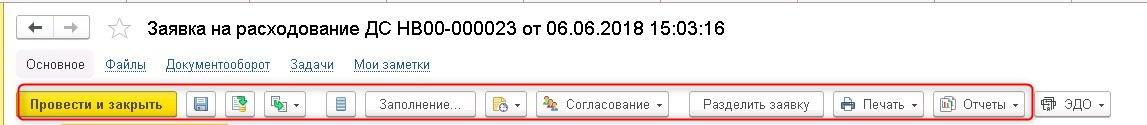 Заявка на расходование ДС НВ00-000023 от 06.06.2018 15:03:16
Основное Файлы Документооборот Задачи Мои заметки
Провести и закрыть Заполнение... Согласование Разделить заявку Печать Отчеты ЭДО